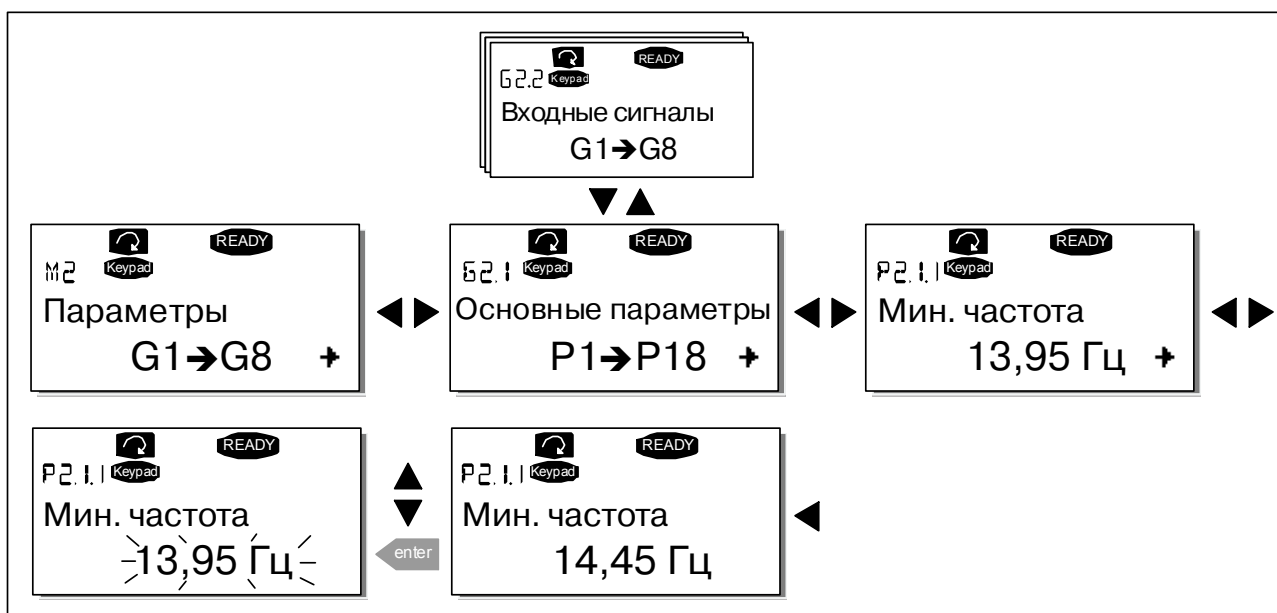 READY
G2.2 Keypad
Входные сигналы
G1➔G8
READY
M2 Keypad
Параметры
G1➔G8
READY
G2.1 Keypad
Основные параметры
P1➔P18
READY
P2.1.1 Keypad
Мин. частота
13,95 Гц
READY
P2.1.1 Keypad
Мин. частота
13,95 Гц
enter
READY
P2.1.1 Keypad
Мин. частота
14,45 Гц